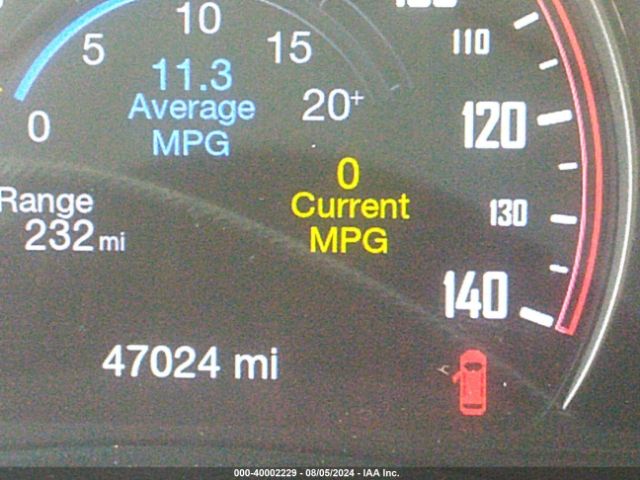 10
5
15
0
20+
11.3
Average
MPG
110
120
130
140
0
Current
MPG
Range
232 mi
47024 mi
000-40002229 - 08/05/2024 - IAA Inc.